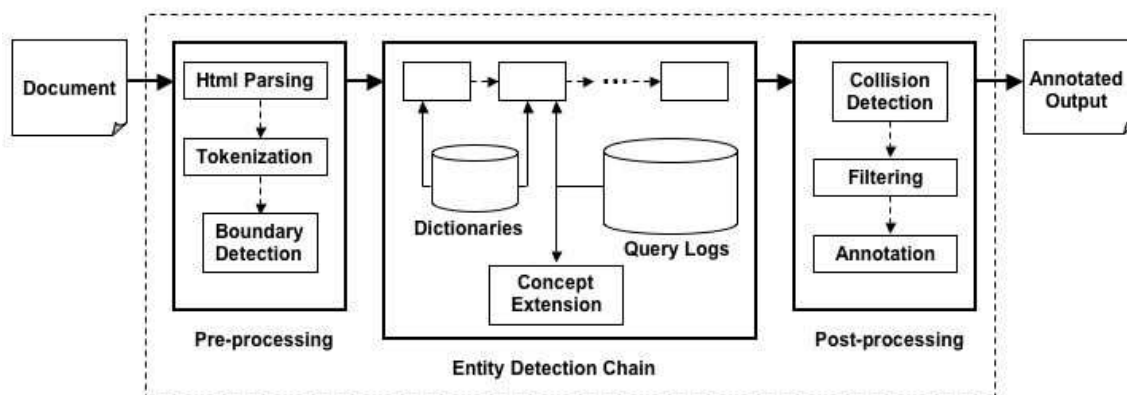 Document
Html Parsing
Tokenization
Boundary
Detection
Pre-processing
...
Dictionaries
Query Logs
Concept
Extension
Entity Detection Chain
Collision
Detection
Filtering
Annotation
Post-processing
Annotated
Output